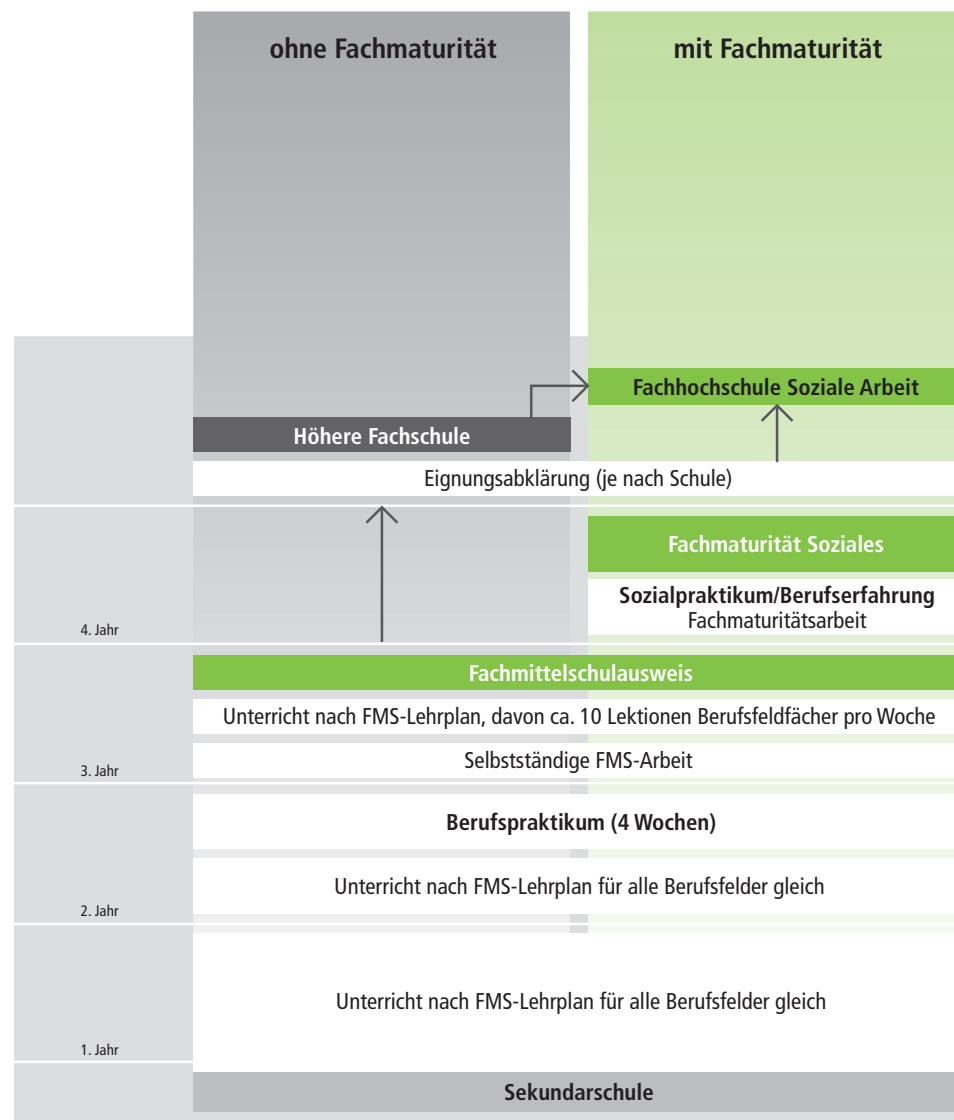 ohne Fachmaturität
mit Fachmaturität
Fachhochschule Soziale Arbeit
Höhere Fachschule
Eignungsabklärung (je nach Schule)
Fachmaturität Soziales
Sozialpraktikum/Berufserfahrung
Fachmaturitätsarbeit
4. Jahr
Fachmittelschulausweis
Unterricht nach FMS-Lehrplan, davon ca. 10 Lektionen Berufsfeldfächer pro Woche
Selbstständige FMS-Arbeit
3. Jahr
Berufspraktikum (4 Wochen)
Unterricht nach FMS-Lehrplan für alle Berufsfelder gleich
2. Jahr
Unterricht nach FMS-Lehrplan für alle Berufsfelder gleich
1. Jahr
Sekundarschule